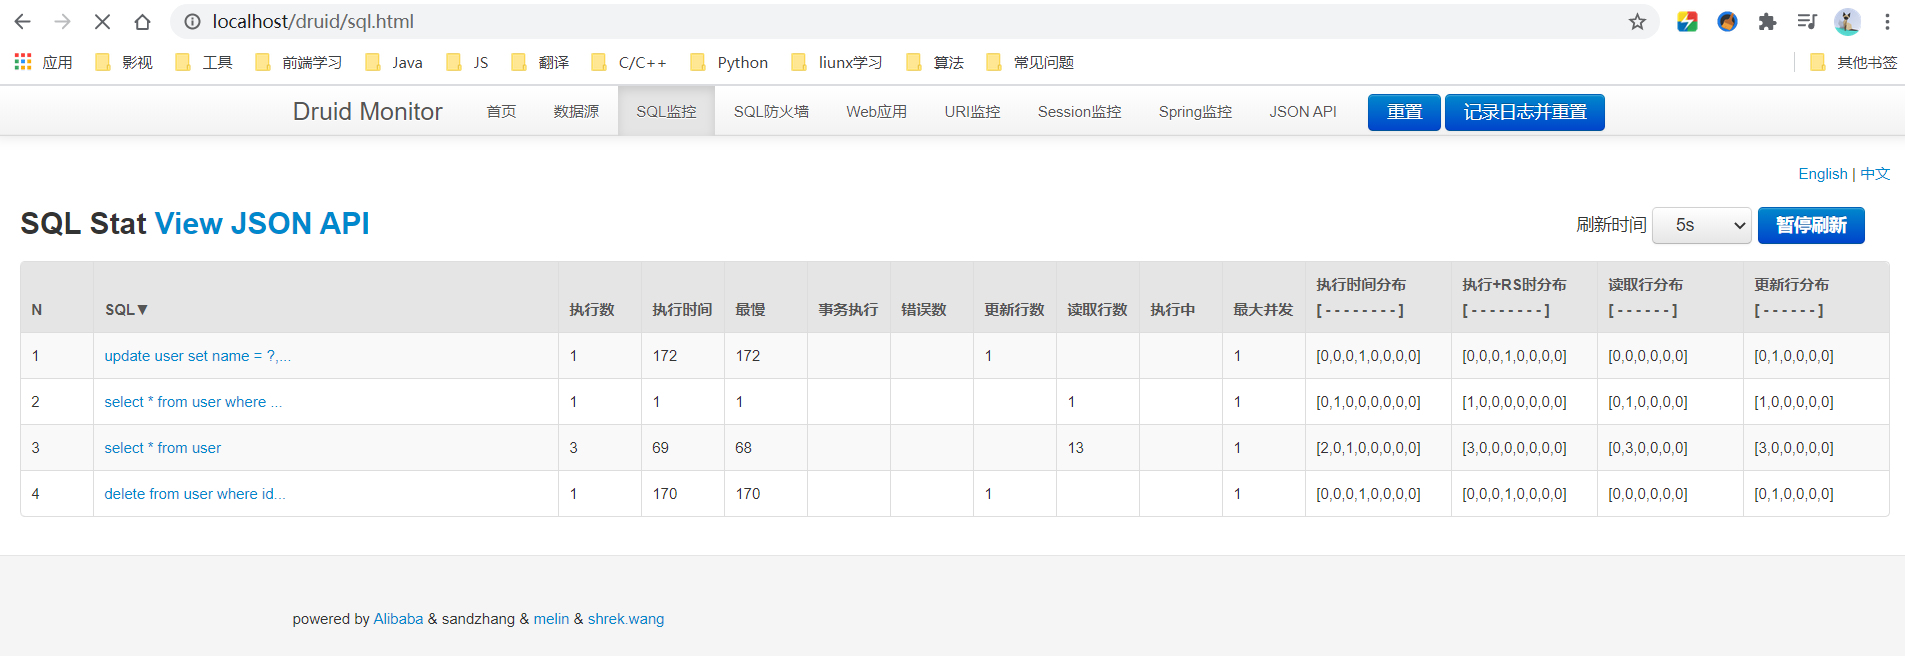 localhost/druid/sql.html
应用 影视 工具 前端学习 Java JS 翻译 C/C++ Python liunx学习 算法 常见问题 其他书签
Druid Monitor 首页 数据源 SQL监控 SQL防火墙 Web应用 URI监控 Session监控 Spring监控 JSON API 重置 记录日志并重置
English | 中文
SQL Stat View JSON API 刷新时间 5s 暂停刷新
N SQL▼ 执行数 执行时间 最慢 事务执行 错误数 更新行数 读取行数 执行中 最大并发 执行时间分布 [ - - - - - - - - ] 执行+RS时分布 [ - - - - - - - - ] 读取行分布 [ - - - - - - ] 更新行分布 [ - - - - - - ]
1 update user set name = ?,... 1 172 172 1 1 [0,0,0,1,0,0,0,0] [0,0,0,1,0,0,0,0] [0,0,0,0,0,0] [0,1,0,0,0,0]
2 select * from user where ... 1 1 1 1 1 [0,1,0,0,0,0,0,0] [1,0,0,0,0,0,0,0] [0,1,0,0,0,0] [1,0,0,0,0,0]
3 select * from user 3 69 68 13 1 [2,0,1,0,0,0,0,0] [3,0,0,0,0,0,0,0] [0,3,0,0,0,0] [3,0,0,0,0,0]
4 delete from user where id... 1 170 170 1 1 [0,0,0,1,0,0,0,0] [0,0,0,1,0,0,0,0] [0,0,0,0,0,0] [0,1,0,0,0,0]
powered by Alibaba & sandzhang & melin & shrek.wang